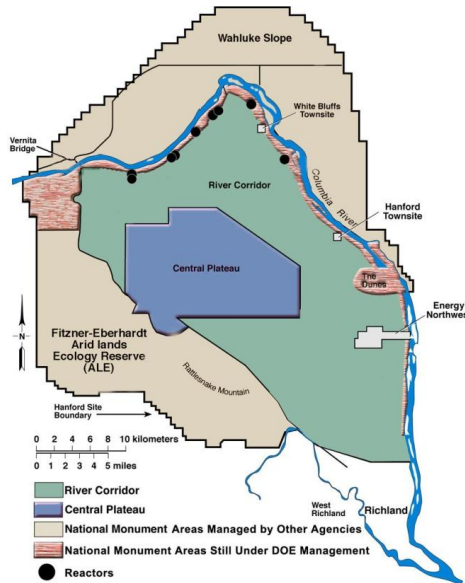 Wahluke Slope
White Bluffs
Townsite
Vernita
Bridge
River Corridor
Columbia River
Hanford
Townsite
Central Plateau
The
Dunes
Energy
Northwest
N
Fitzner-Eberhardt
Arid lands
Ecology Reserve
(ALE)
Rattlesnake Mountain
Hanford Site
Boundary
0 2 4 6 8 10 kilometers
0 1 2 3 4 5 miles
West
Richland
Richland
River Corridor
Central Plateau
National Monument Areas Managed by Other Agencies
National Monument Areas Still Under DOE Management
Reactors